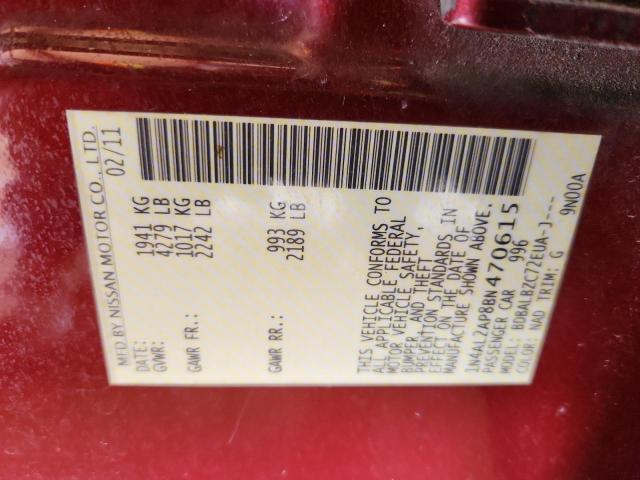 MFD BY NISSAN MOTOR CO., LTD.
DATE: 02/11
GVWR: 1941 KG
4279 LB
GAWR FR.: 1017 KG
2242 LB
GAWR RR.: 993 KG
2189 LB
THIS VEHICLE CONFORMS TO
ALL APPLICABLE FEDERAL
MOTOR VEHICLE SAFETY,
BUMPER, AND THEFT
PREVENTION STANDARDS IN
EFFECT ON THE DATE OF
MANUFACTURE SHOWN ABOVE.
1N4AL2AP8BN470615
PASSENGER CAR 996
MODEL: BDBALBZC72EUA-J---
COLOR: NAD TRIM: G 9N00A